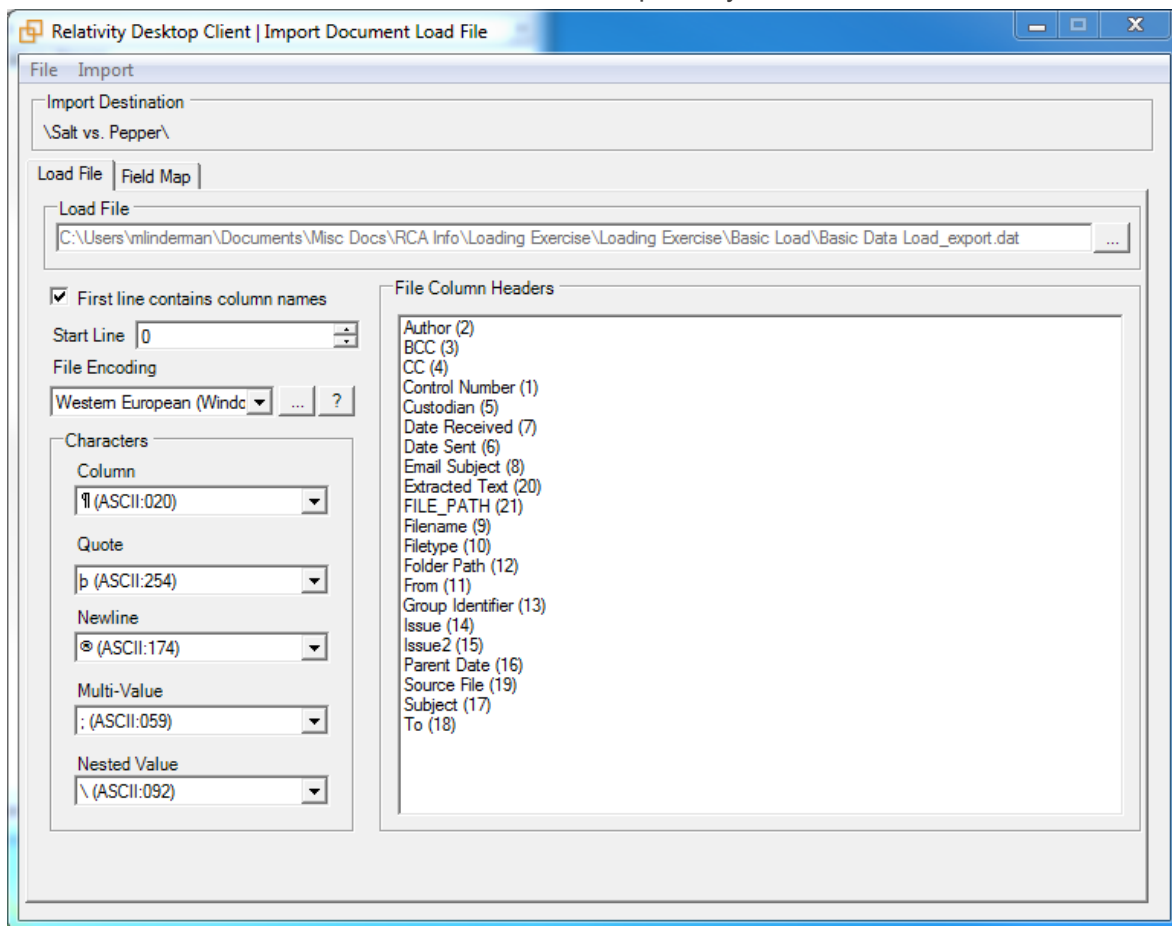 Relativity Desktop Client | Import Document Load File
File Import
Import Destination
\Salt vs. Pepper\
Load File Field Map
Load File
C:\Users\mlinderman\Documents\Misc Docs\RCA Info\Loading Exercise\Loading Exercise\Basic Load\Basic Data Load_export.dat ...
First line contains column names
Start Line 0
File Encoding
Western European (Windo ... ?
Characters
Column
¶ (ASCII:020)
Quote
þ (ASCII:254)
Newline
® (ASCII:174)
Multi-Value
; (ASCII:059)
Nested Value
\ (ASCII:092)
File Column Headers
Author (2)
BCC (3)
CC (4)
Control Number (1)
Custodian (5)
Date Received (7)
Date Sent (6)
Email Subject (8)
Extracted Text (20)
FILE_PATH (21)
Filename (9)
Filetype (10)
Folder Path (12)
From (11)
Group Identifier (13)
Issue (14)
Issue2 (15)
Parent Date (16)
Source File (19)
Subject (17)
To (18)